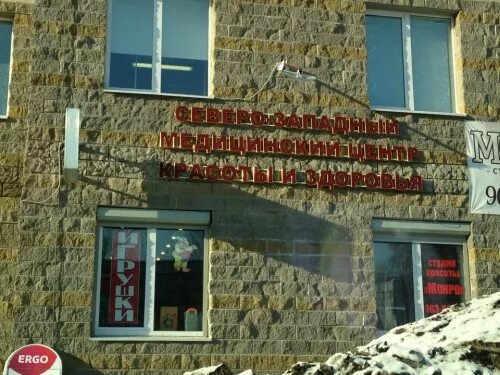 СЕВЕРО-ЗАПАДНЫЙ
МЕДИЦИНСКИЙ ЦЕНТР
КРАСОТЫ И ЗДОРОВЬЯ
ИГРУШКИ
студия
красоты
«Монро
ERGO